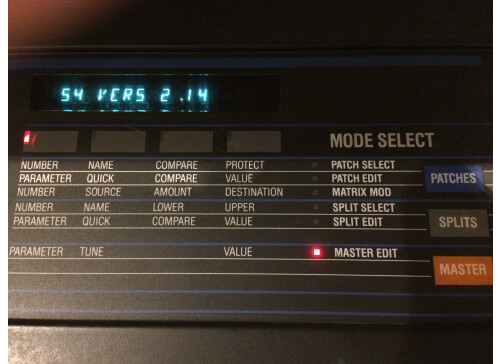 54 VERS 2.14
MODE SELECT
NUMBER NAME COMPARE PROTECT PATCH SELECT
PARAMETER QUICK COMPARE VALUE PATCH EDIT
NUMBER SOURCE AMOUNT DESTINATION MATRIX MOD
PATCHES
NUMBER NAME LOWER UPPER SPLIT SELECT
PARAMETER QUICK COMPARE VALUE SPLIT EDIT
SPLITS
PARAMETER TUNE VALUE MASTER EDIT
MASTER